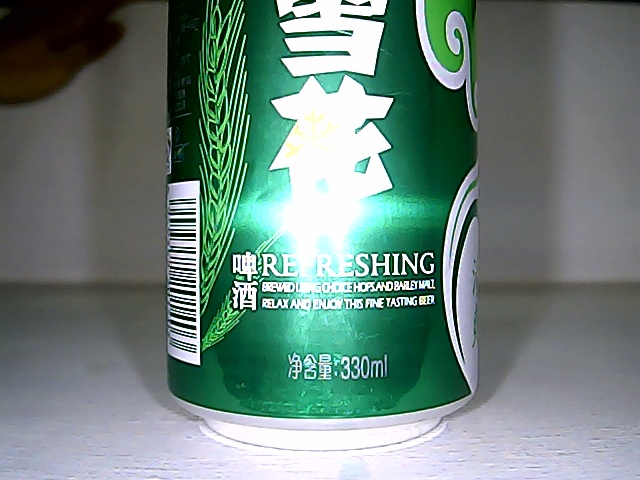 雪
花
啤酒
REFRESHING
BREWED USING CHOICE HOPS AND BARLEY MALT,
RELAX AND ENJOY THIS FINE TASTING BEER
净含量:330ml